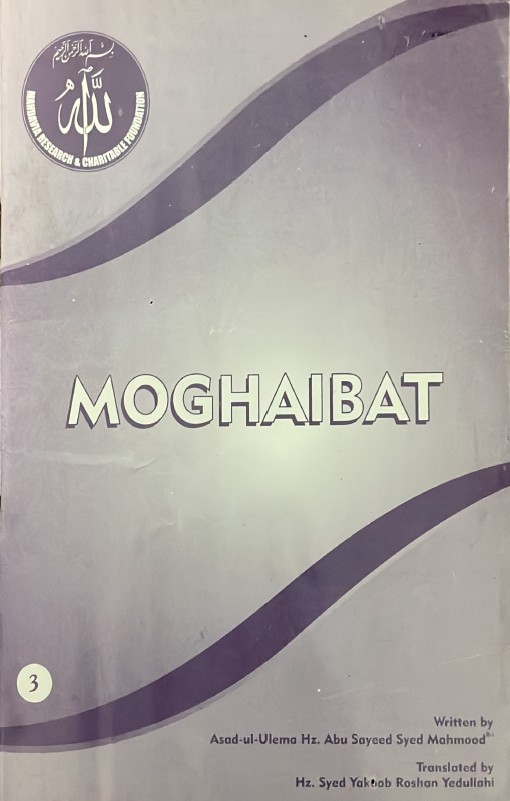 بسم الله الرحمن الرحيم
الله
MAHDAVIA RESEARCH & CHARITABLE FOUNDATION
MOGHAIBAT
3
Written by
Asad-ul-Ulema Hz. Abu Sayeed Syed Mahmood
Translated by
Hz. Syed Yakoob Roshan Yedullahi